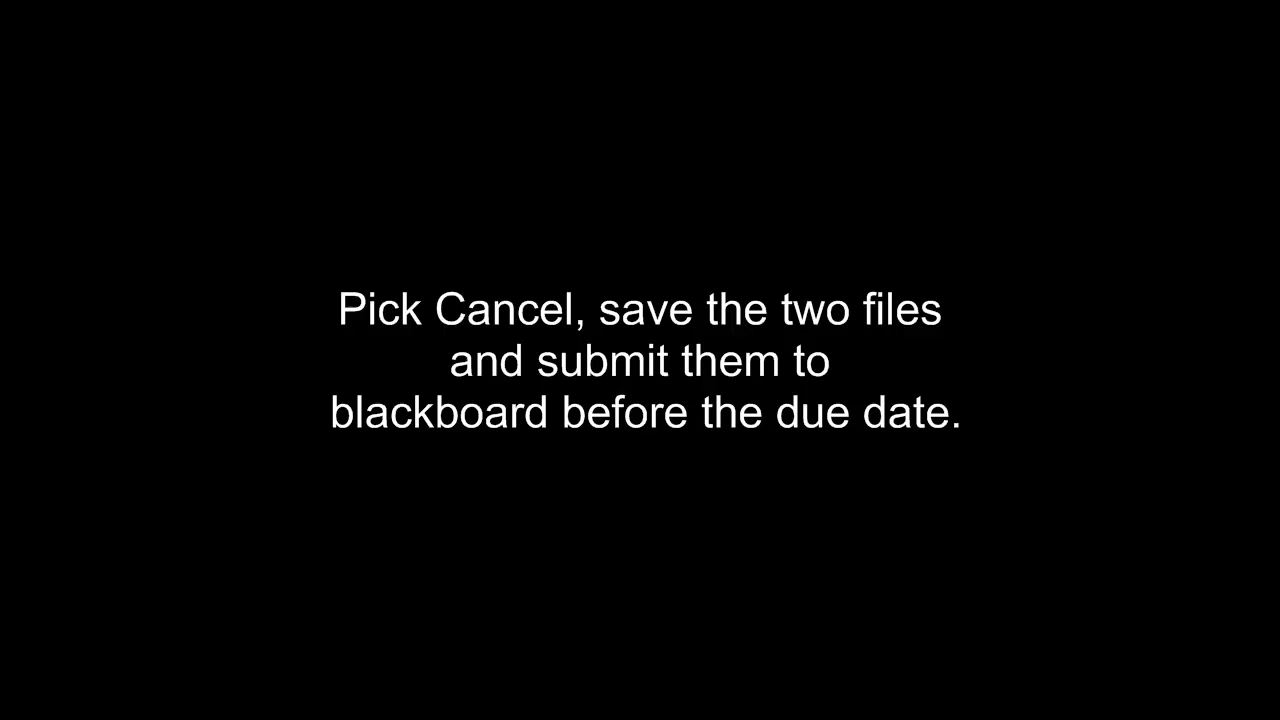 Pick Cancel, save the two files
and submit them to
blackboard before the due date.